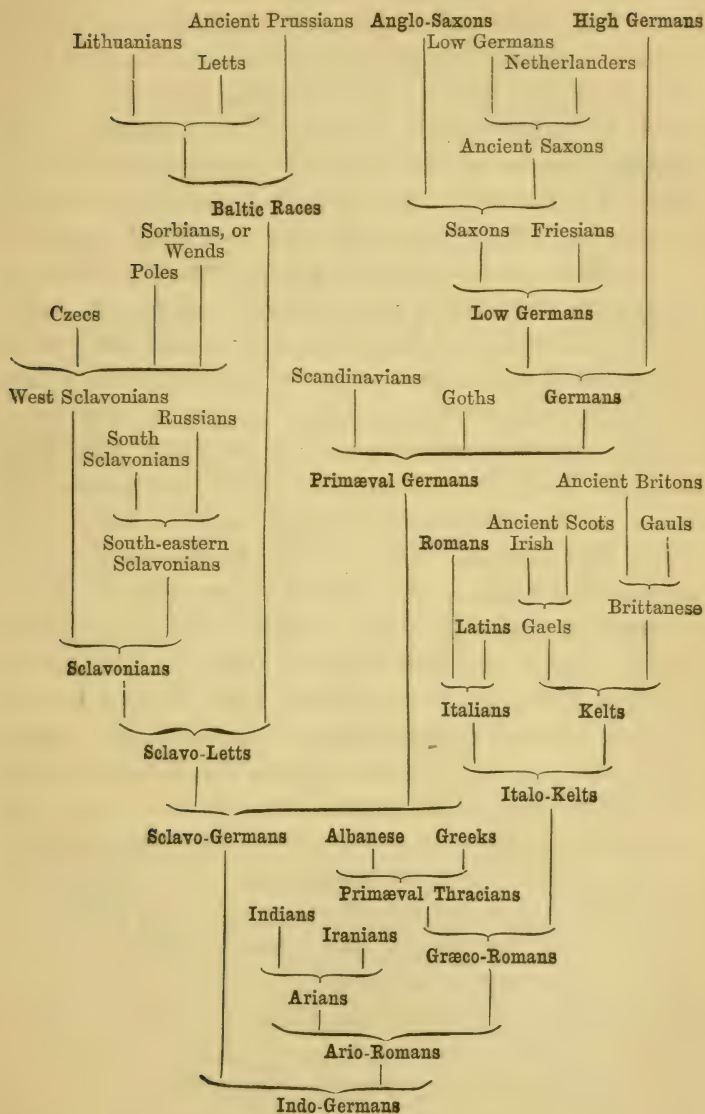 Ancient Prussians
Anglo-Saxons
High Germans
Lithuanians
Low Germans
Letts
Netherlanders
Ancient Saxons
Baltic Races
Sorbians, or
Wends
Saxons
Friesians
Poles
Czecs
Low Germans
West Sclavonians
Scandinavians
Goths
Germans
Russians
South
Sclavonians
Primæval Germans
Ancient Britons
South-eastern
Sclavonians
Romans
Ancient Scots
Irish
Gauls
Brittanese
Latins
Gaels
Sclavonians
Italians
Kelts
Sclavo-Letts
Italo-Kelts
Sclavo-Germans
Albanese
Greeks
Primæval Thracians
Indians
Iranians
Græco-Romans
Arians
Ario-Romans
Indo-Germans